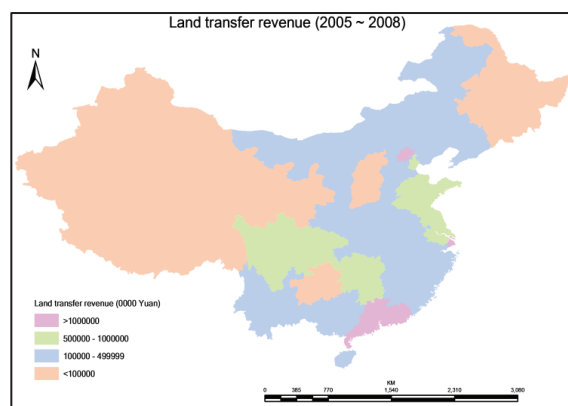 Land transfer revenue (2005 ~ 2008)
N
Land transfer revenue (0000 Yuan)
>1000000
500000 - 1000000
100000 - 499999
<100000
KM
0 385 770 1,540 2,310 3,080